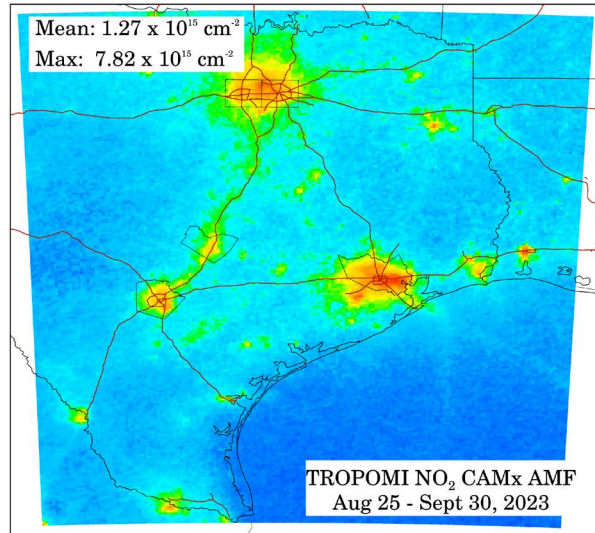 Mean: 1.27 x 10¹⁵ cm⁻²
Max: 7.82 x 10¹⁵ cm⁻²
TROPOMI NO₂ CAMx AMF
Aug 25 - Sept 30, 2023